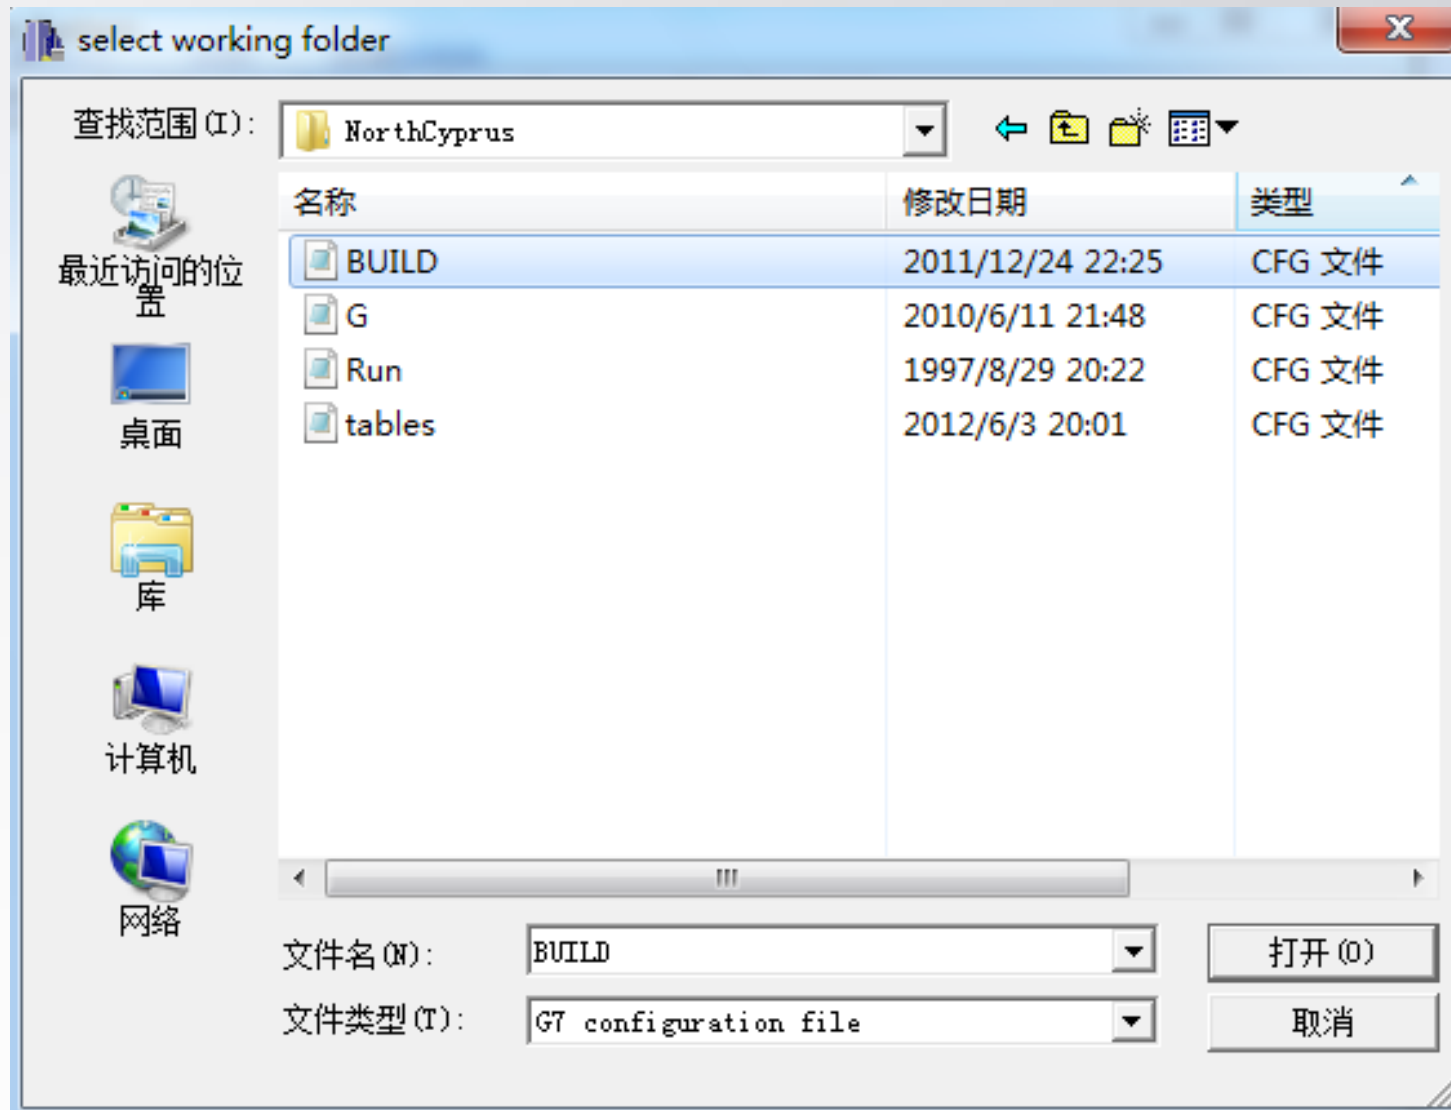 select working folder
查找范围(I):
NorthCyprus
名称 修改日期 类型
BUILD 2011/12/24 22:25 CFG 文件
G 2010/6/11 21:48 CFG 文件
Run 1997/8/29 20:22 CFG 文件
tables 2012/6/3 20:01 CFG 文件
最近访问的位
置
桌面
库
计算机
网络
文件名(N): BUILD 打开(O)
文件类型(T): G7 configuration file 取消